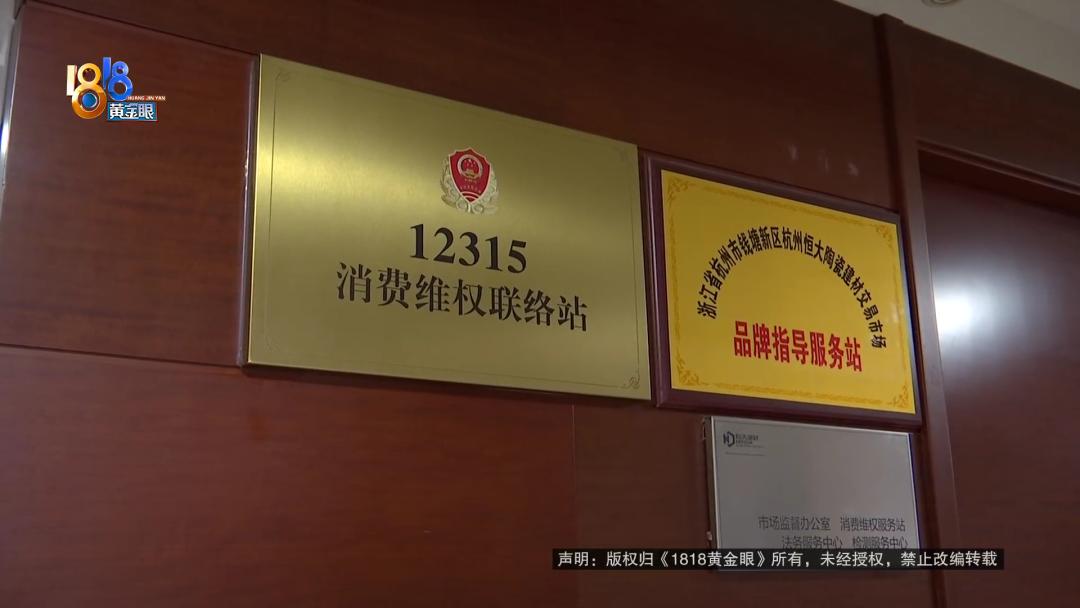 1818
HUANG JIN YAN
黄金眼
12315
消费维权联络站
浙江省杭州市钱塘新区杭州恒大陶瓷建材交易市场
品牌指导服务站
市场监督办公室 消费维权服务站
法务服务中心 检测服务中心
声明：版权归《1818黄金眼》所有，未经授权，禁止改编转载